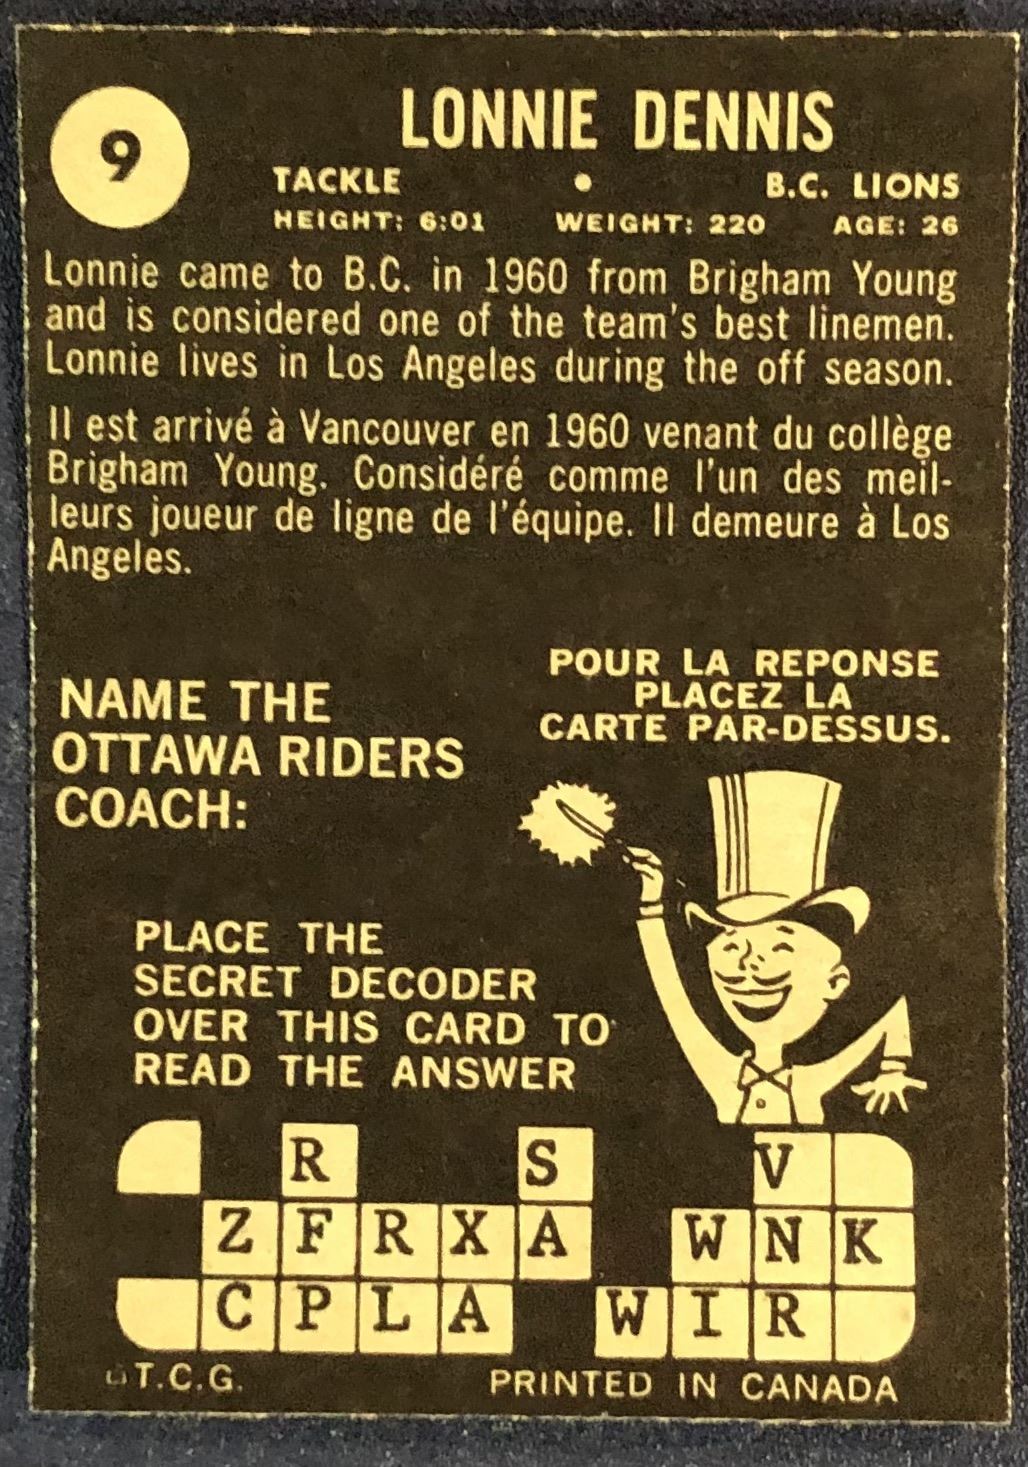 9
LONNIE DENNIS
TACKLE • B.C. LIONS
HEIGHT: 6:01 WEIGHT: 220 AGE: 26
Lonnie came to B.C. in 1960 from Brigham Young
and is considered one of the team's best linemen.
Lonnie lives in Los Angeles during the off season.
Il est arrivé à Vancouver en 1960 venant du collège
Brigham Young. Considéré comme l'un des meil-
leurs joueur de ligne de l'équipe. Il demeure à Los
Angeles.
POUR LA REPONSE
PLACEZ LA
CARTE PAR-DESSUS.
NAME THE
OTTAWA RIDERS
COACH:
PLACE THE
SECRET DECODER
OVER THIS CARD TO
READ THE ANSWER
R S V
Z F R X A W N K
C P L A W I R
T.C.G. PRINTED IN CANADA